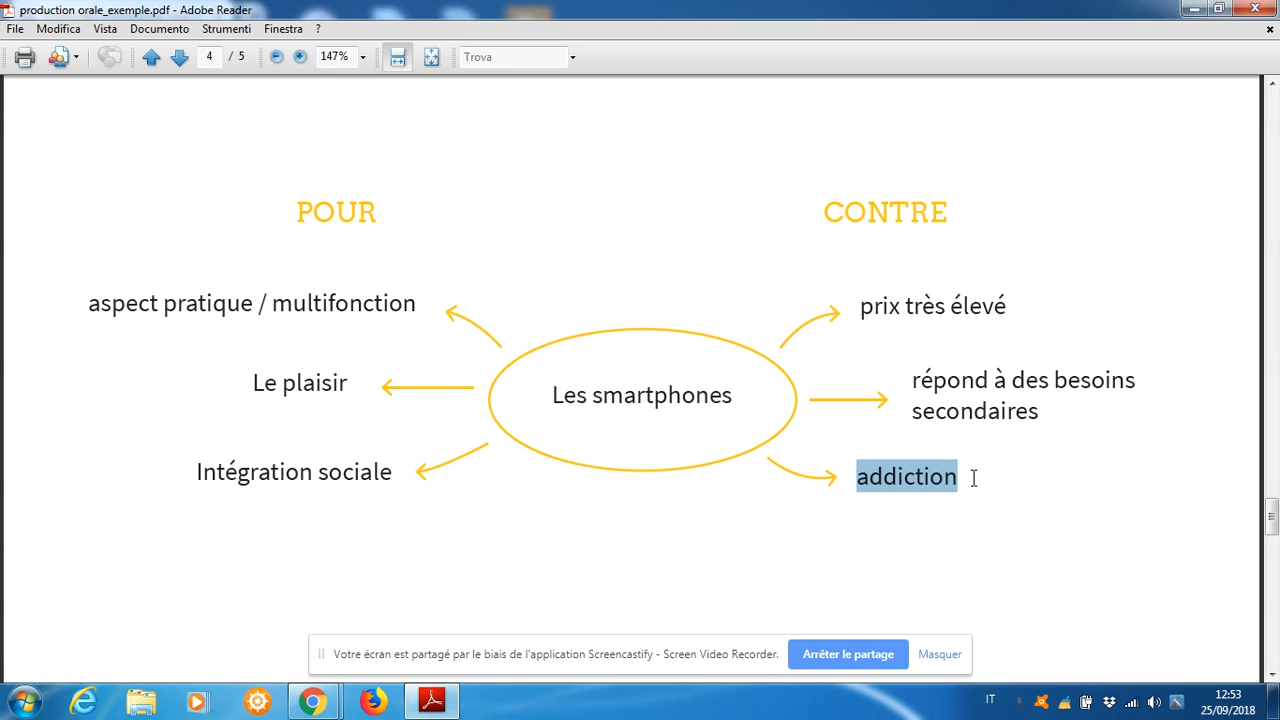 production orale_exemple.pdf - Adobe Reader
File Modifica Vista Documento Strumenti Finestra ?
4 / 5 147% Trova
POUR
CONTRE
aspect pratique / multifonction
prix très élevé
Le plaisir
Les smartphones
répond à des besoins
secondaires
Intégration sociale
addiction
Votre écran est partagé par le biais de l'application Screencastify - Screen Video Recorder. Arrêter le partage Masquer
IT
12:53
25/09/2018